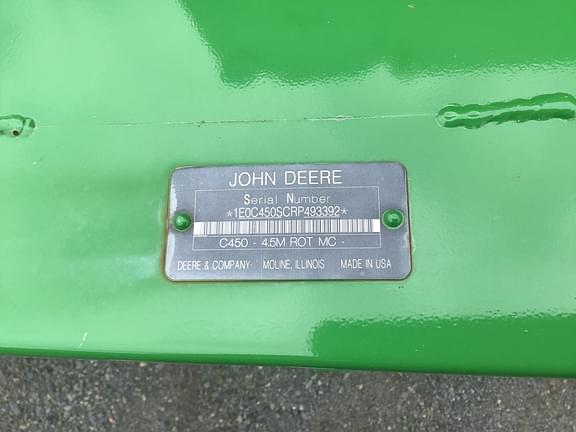 JOHN DEERE
Serial Number
*1E0C450SCRP493392*
C450 - 4.5M ROT MC -
DEERE & COMPANY· MOLINE, ILLINOIS MADE IN USA